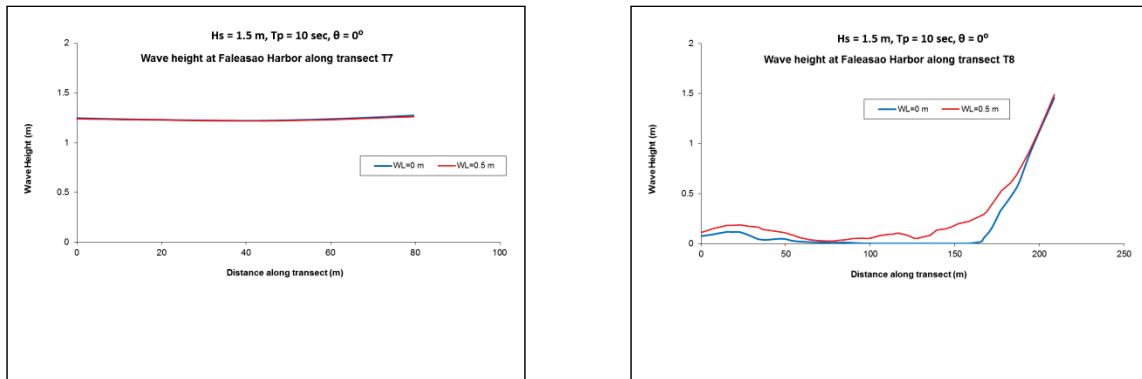 Hs = 1.5 m, Tp = 10 sec, θ = 0°
Wave height at Faleasao Harbor along transect T7
2
1.5
1
0.5
0
Wave Height (m)
WL=0 m
WL=0.5 m
0
20
40
60
80
100
Distance along transect (m)
Hs = 1.5 m, Tp = 10 sec, θ = 0°
Wave height at Faleasao Harbor along transect T8
2
1.5
1
0.5
0
Wave Height (m)
WL=0 m
WL=0.5 m
0
50
100
150
200
250
Distance along transect (m)